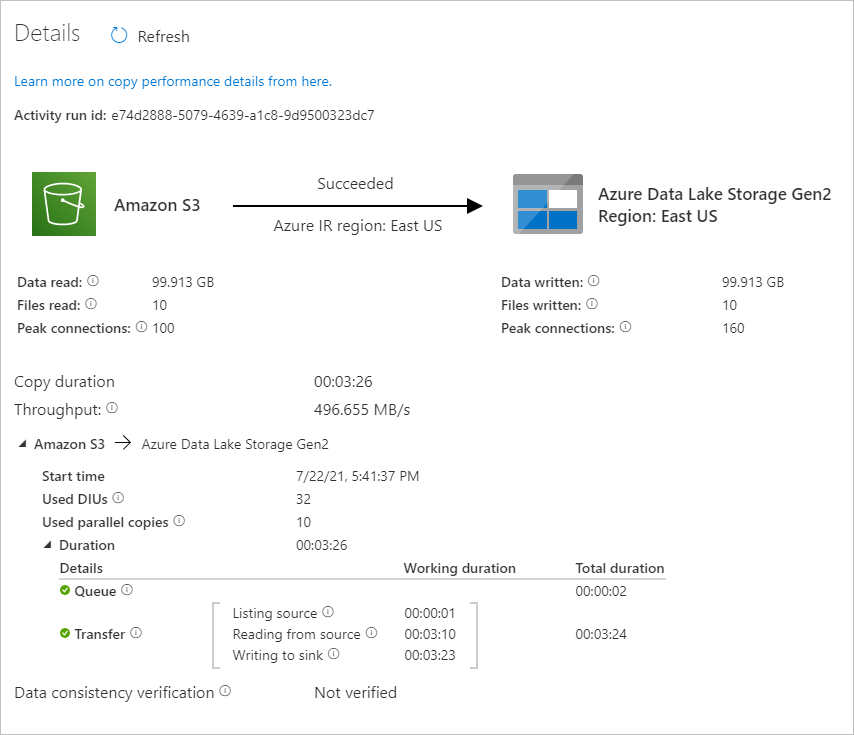 Details Refresh
Learn more on copy performance details from here.
Activity run id: e74d2888-5079-4639-a1c8-9d9500323dc7
Succeeded
Amazon S3
Azure IR region: East US
Azure Data Lake Storage Gen2
Region: East US
Data read: 99.913 GB
Files read: 10
Peak connections: 100
Data written: 99.913 GB
Files written: 10
Peak connections: 160
Copy duration 00:03:26
Throughput: 496.655 MB/s
Amazon S3 → Azure Data Lake Storage Gen2
Start time 7/22/21, 5:41:37 PM
Used DIUs 32
Used parallel copies 10
Duration 00:03:26
Details Working duration Total duration
Queue 00:00:02
Listing source 00:00:01
Transfer Reading from source 00:03:10 00:03:24
Writing to sink 00:03:23
Data consistency verification Not verified